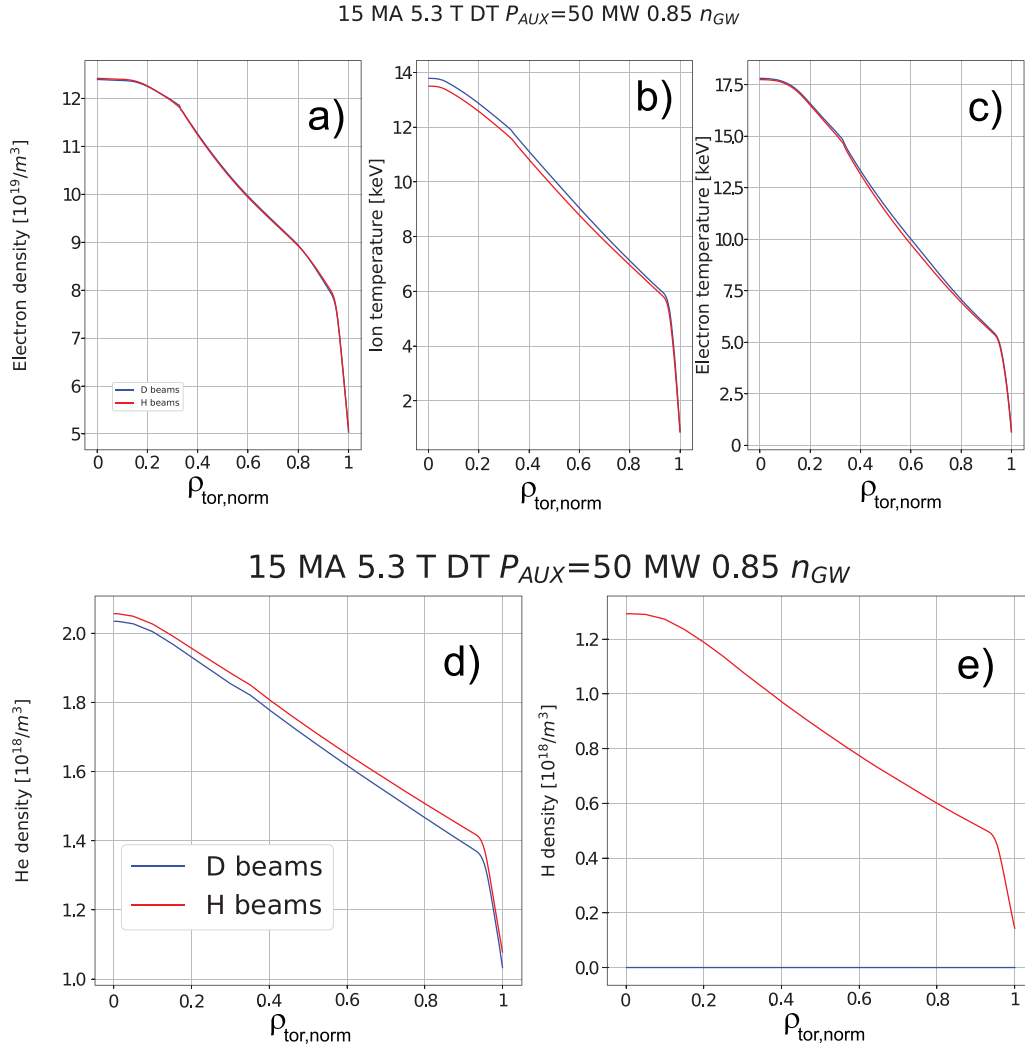 15 MA 5.3 T DT P_AUX=50 MW 0.85 n_GW
a)
Electron density [10^19/m^3]
12
11
10
9
8
7
6
5
D beams
H beams
0 0.2 0.4 0.6 0.8 1
ρtor,norm
b)
Ion temperature [keV]
14
12
10
8
6
4
2
0 0.2 0.4 0.6 0.8 1
ρtor,norm
c)
Electron temperature [keV]
17.5
15.0
12.5
10.0
7.5
5.0
2.5
0
0 0.2 0.4 0.6 0.8 1
ρtor,norm
15 MA 5.3 T DT P_AUX=50 MW 0.85 n_GW
d)
He density [10^18/m^3]
2.0
1.8
1.6
1.4
1.2
1.0
D beams
H beams
0 0.2 0.4 0.6 0.8 1
ρtor,norm
e)
H density [10^18/m^3]
1.2
1.0
0.8
0.6
0.4
0.2
0.0
0 0.2 0.4 0.6 0.8 1
ρtor,norm